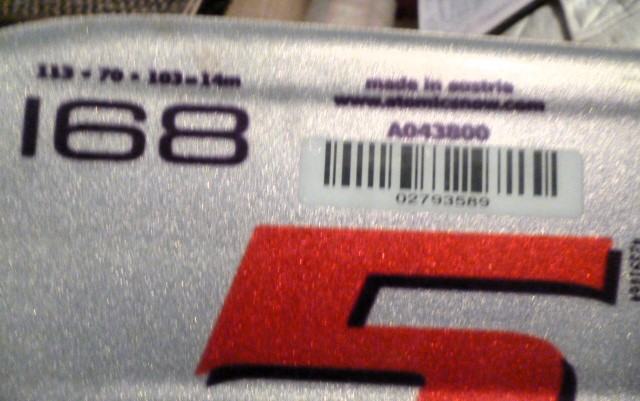 113 - 70 - 103=14m
168
made in austria
www.atomicsnow.com
A043800
02793589
5